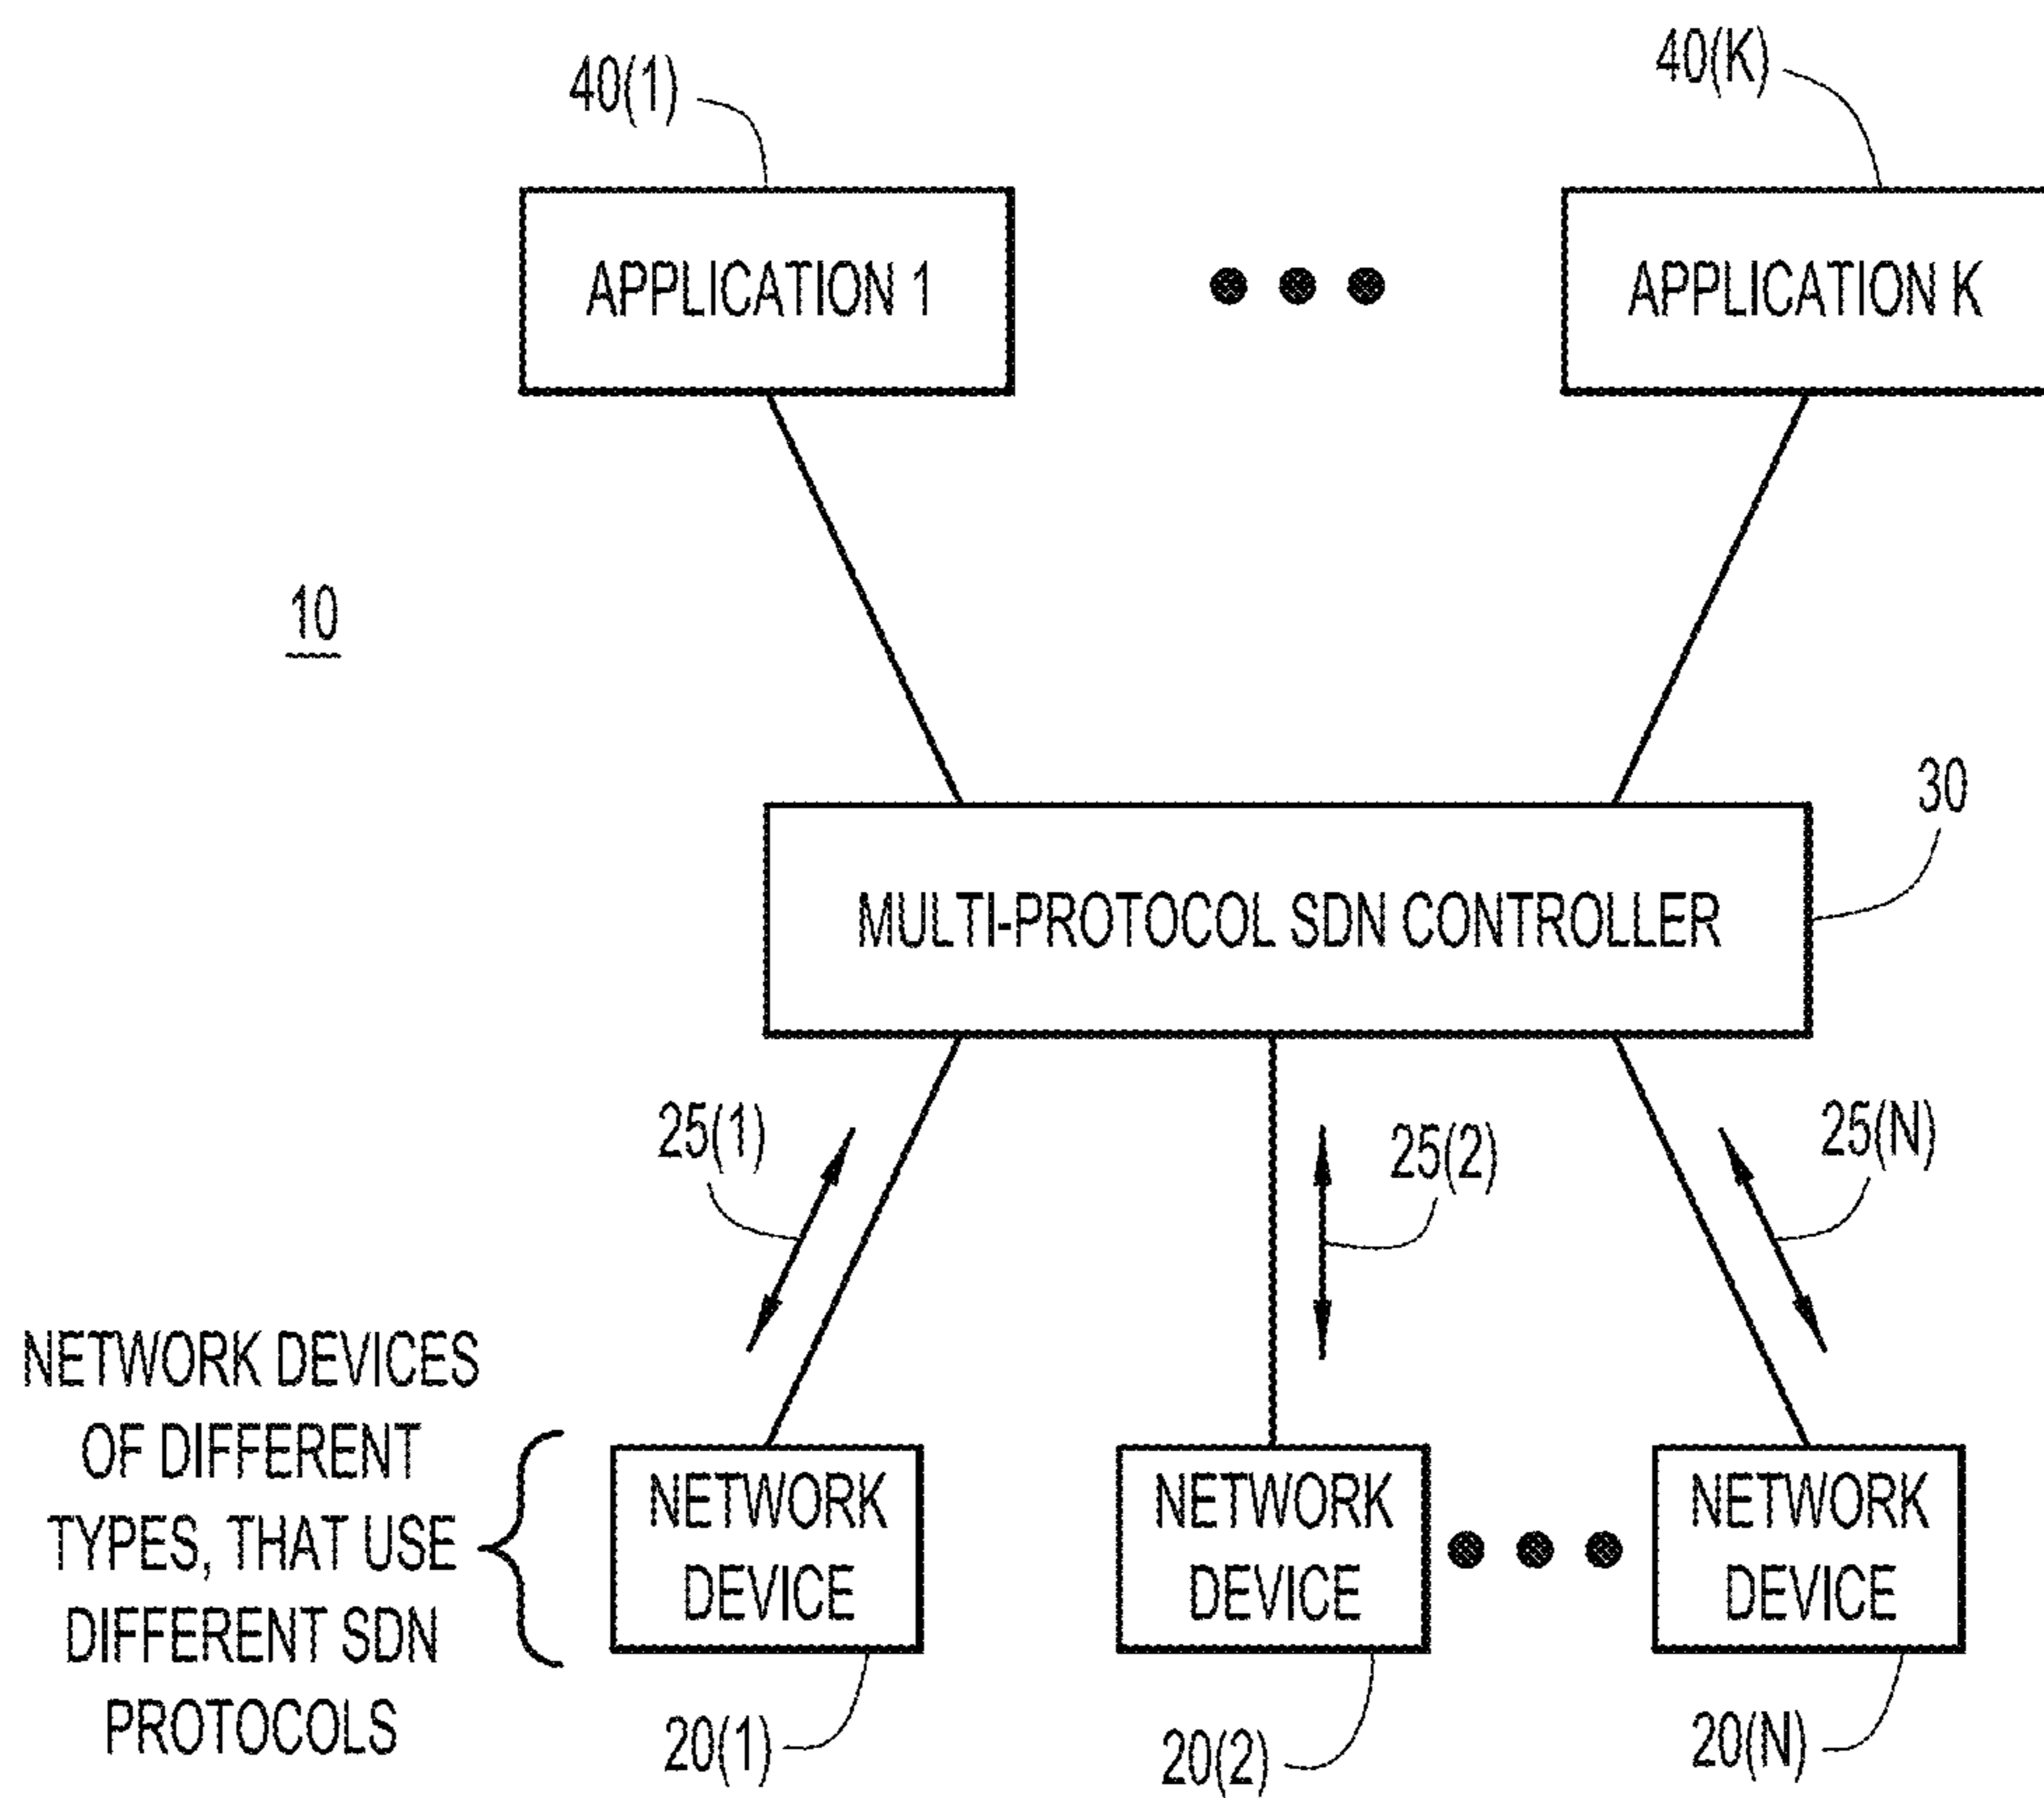 40(1)
40(K)
APPLICATION 1
APPLICATION K
10
30
MULTI-PROTOCOL SDN CONTROLLER
25(1)
25(2)
25(N)
NETWORK DEVICES
OF DIFFERENT
TYPES, THAT USE
DIFFERENT SDN
PROTOCOLS
NETWORK
DEVICE
NETWORK
DEVICE
NETWORK
DEVICE
20(1)
20(2)
20(N)